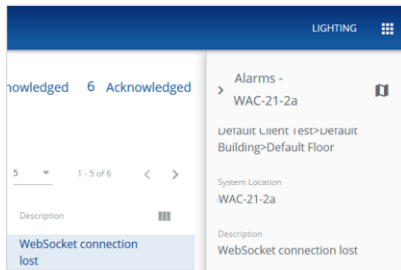 LIGHTING
nowledged 6 Acknowledged
5 1 - 5 of 6
Description
WebSocket connection
lost
Alarms -
WAC-21-2a
Default Client Test>Default
Building>Default Floor
System Location
WAC-21-2a
Description
WebSocket connection lost